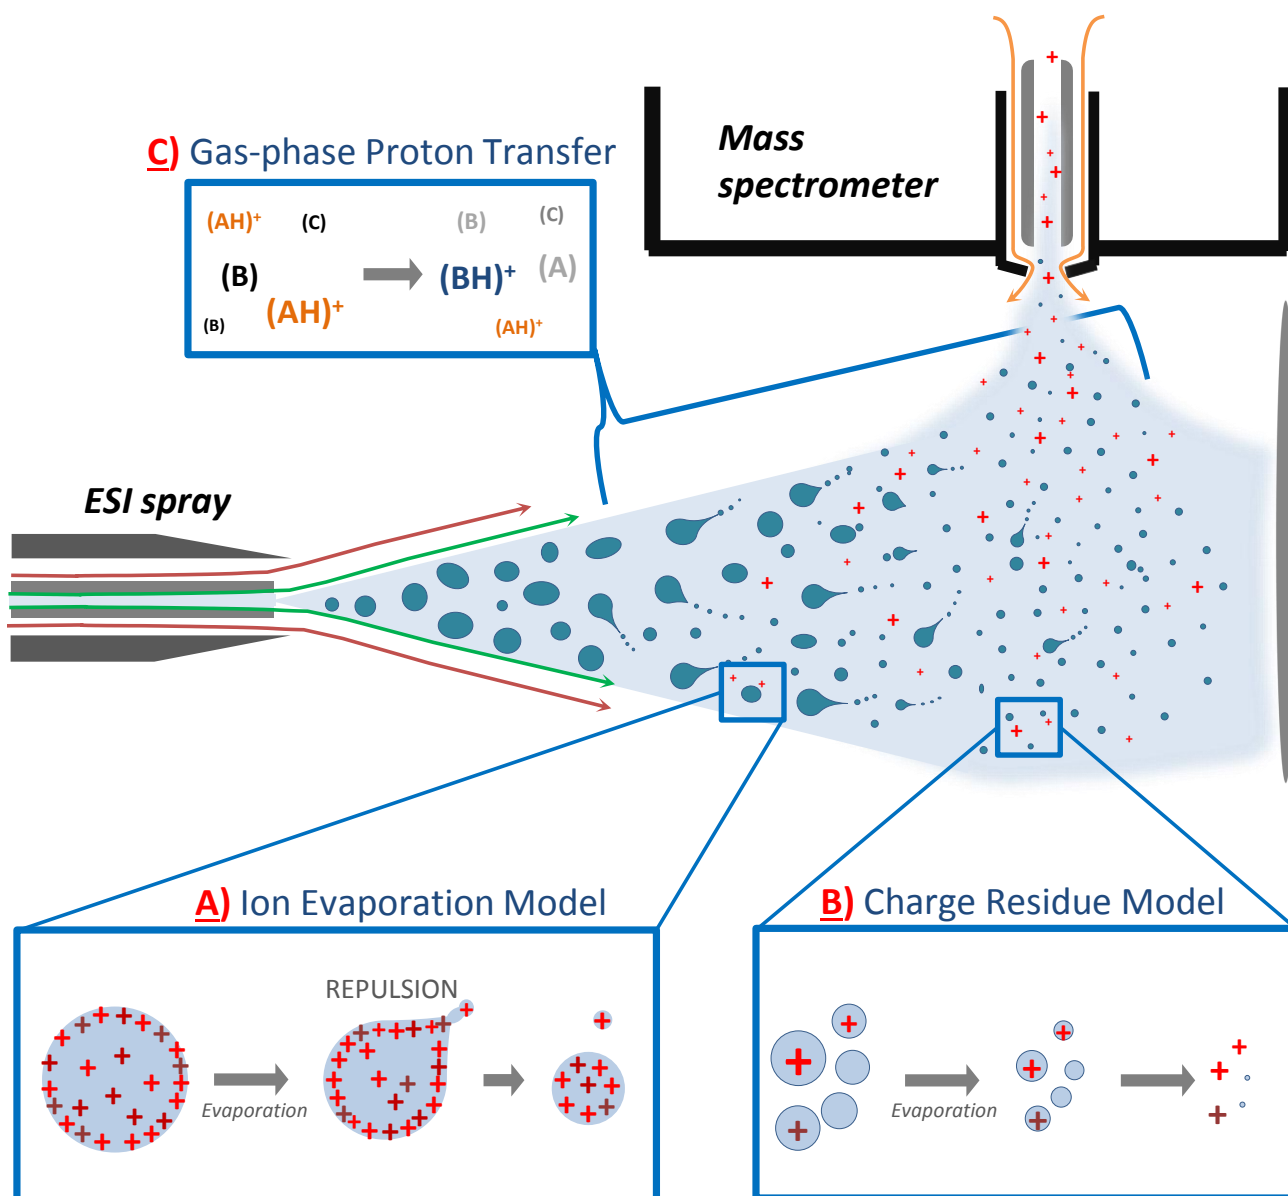 Mass
spectrometer
C) Gas-phase Proton Transfer
(AH)⁺ (C) (B) (C)
(B) (BH)⁺ (A)
(B) (AH)⁺ (AH)⁺
ESI spray
A) Ion Evaporation Model
REPULSION
Evaporation
B) Charge Residue Model
Evaporation